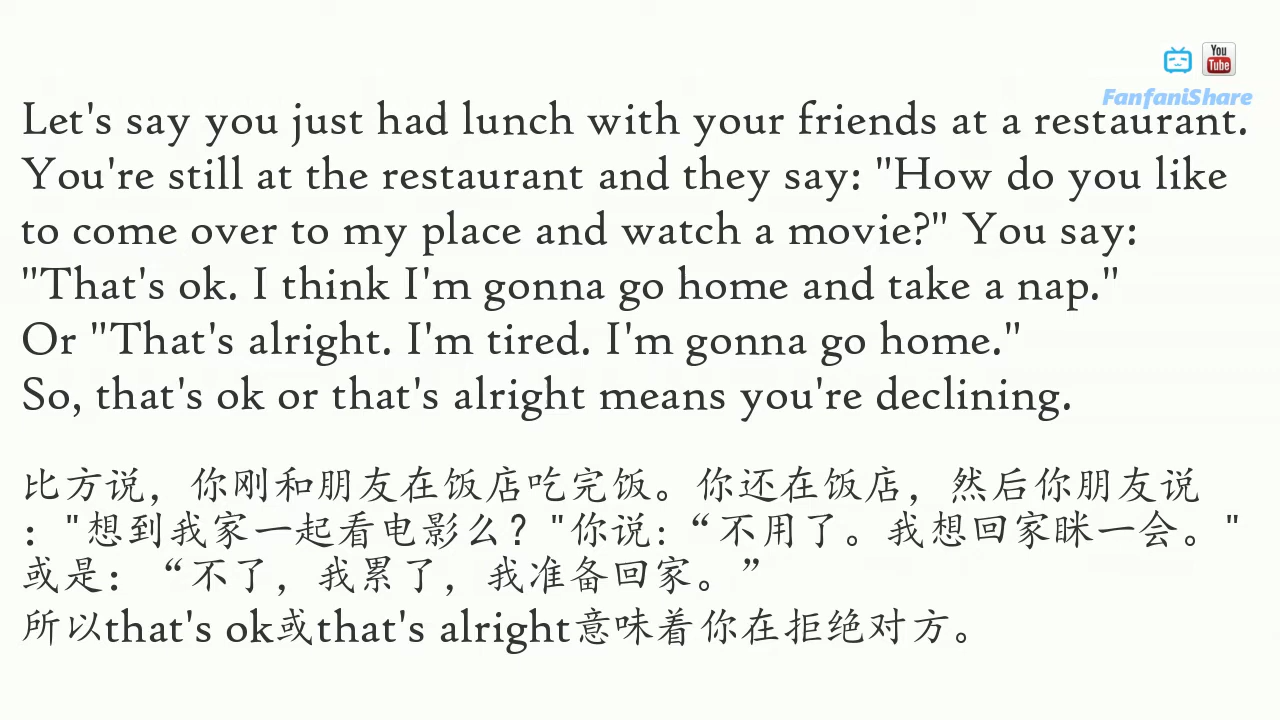 You
Tube
FanfaniShare
Let's say you just had lunch with your friends at a restaurant.
You're still at the restaurant and they say: "How do you like
to come over to my place and watch a movie?" You say:
"That's ok. I think I'm gonna go home and take a nap."
Or "That's alright. I'm tired. I'm gonna go home."
So, that's ok or that's alright means you're declining.
比方说，你刚和朋友在饭店吃完饭。你还在饭店，然后你朋友说
："想到我家一起看电影么？"你说：“不用了。我想回家眯一会。"
或是：“不了，我累了，我准备回家。”
所以that's ok或that's alright意味着你在拒绝对方。